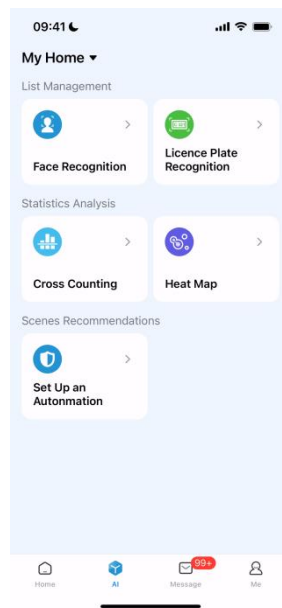 09:41
My Home
List Management
Face Recognition
Licence Plate
Recognition
Statistics Analysis
Cross Counting
Heat Map
Scenes Recommendations
Set Up an
Autonmation
99+
Home
AI
Message
Me